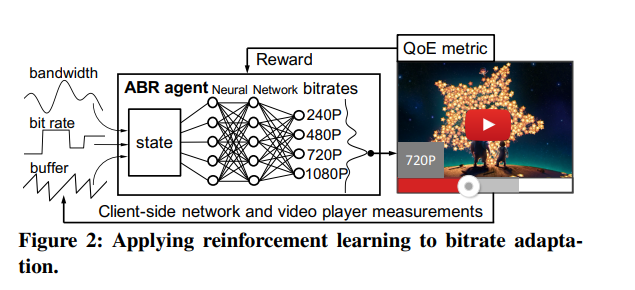 Reward
QoE metric
bandwidth
ABR agent Neural Network bitrates
bit rate
state
240P
480P
720P
1080P
buffer
720P
Client-side network and video player measurements
Figure 2: Applying reinforcement learning to bitrate adapta-
tion.